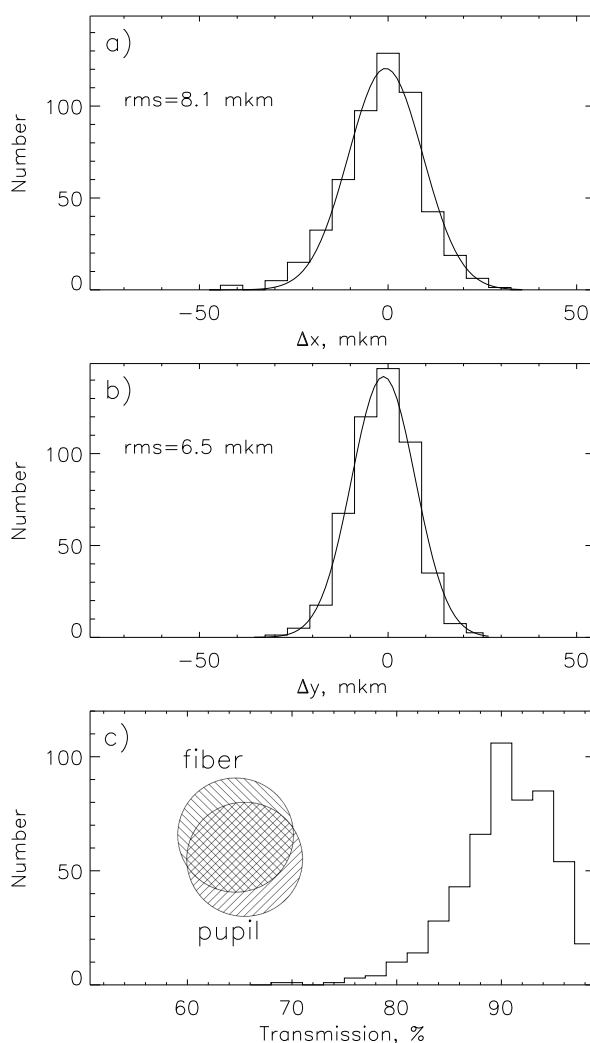 a)
rms=8.1 mkm
Number
100
50
0
−50 0 50
Δx, mkm
b)
rms=6.5 mkm
Number
100
50
0
−50 0 50
Δy, mkm
c)
fiber
pupil
Number
100
50
0
60 70 80 90
Transmission, %